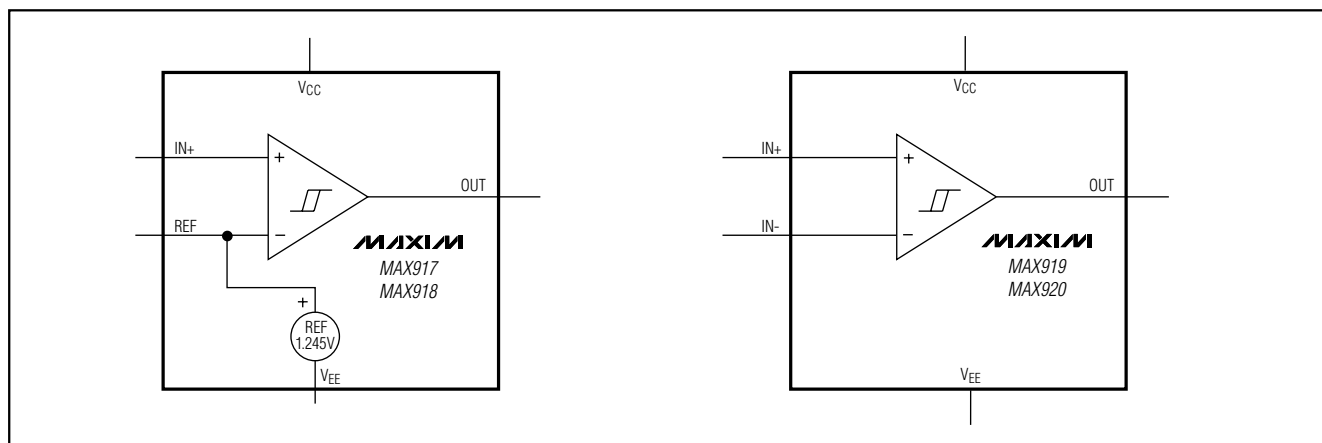 VCC
IN+
+
OUT
REF
−
MAXIM
MAX917
MAX918
+
REF
1.245V
VEE
VCC
IN+
+
OUT
IN-
−
MAXIM
MAX919
MAX920
VEE